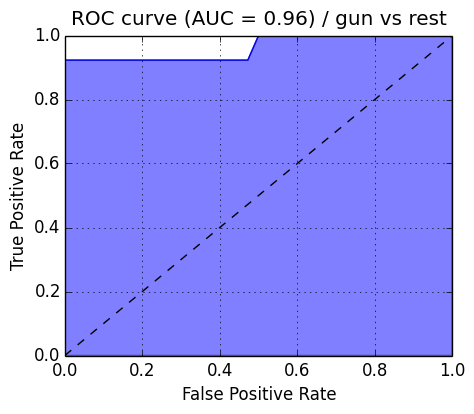 ROC curve (AUC = 0.96) / gun vs rest
1.0
0.8
0.6
0.4
0.2
0.0
True Positive Rate
0.0 0.2 0.4 0.6 0.8 1.0
False Positive Rate